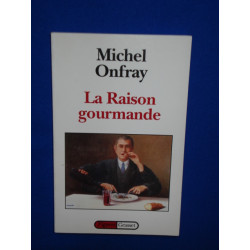 Michel
Onfray
La Raison
gourmande
Grasset